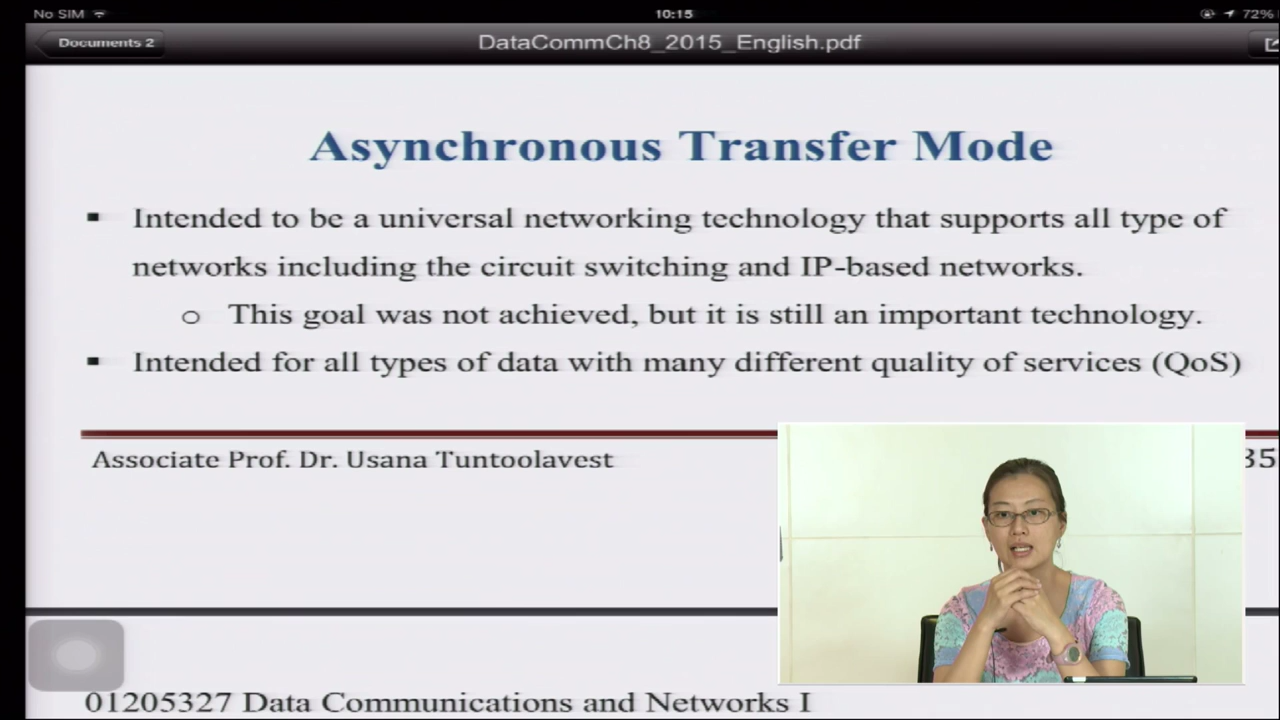 No SIM 10:15 72%
Documents 2 DataCommCh8_2015_English.pdf
Asynchronous Transfer Mode
▪ Intended to be a universal networking technology that supports all type of
networks including the circuit switching and IP-based networks.
o This goal was not achieved, but it is still an important technology.
▪ Intended for all types of data with many different quality of services (QoS)
Associate Prof. Dr. Usana Tuntoolavest 35
01205327 Data Communications and Networks I